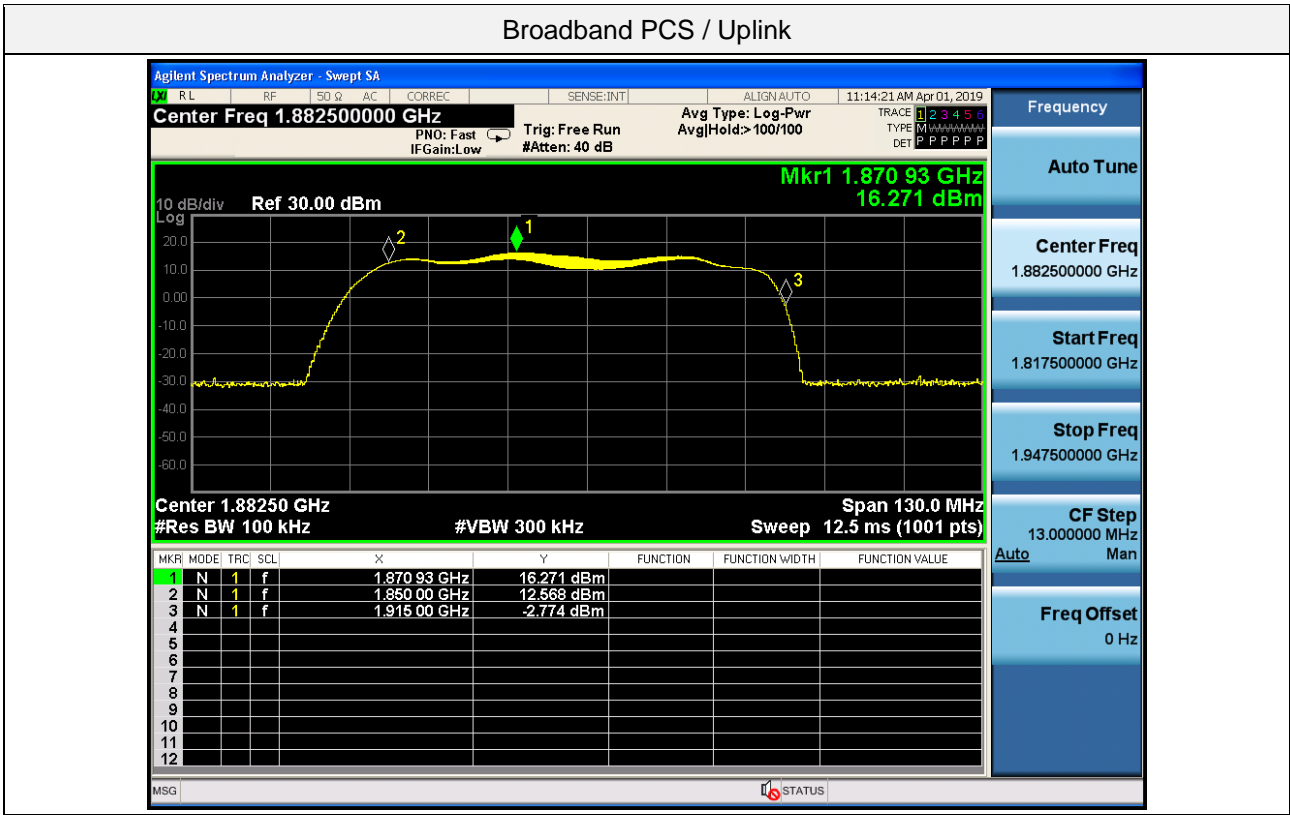 Broadband PCS / Uplink
Agilent Spectrum Analyzer - Swept SA
LXI RL RF 50 Ω AC CORREC SENSE:INT ALIGN AUTO 11:14:21 AM Apr 01, 2019
Center Freq 1.882500000 GHz
PNO: Fast
IFGain:Low
Trig: Free Run
#Atten: 40 dB
Avg Type: Log-Pwr
Avg|Hold:> 100/100
TRACE 1 2 3 4 5 6
TYPE M
DET P P P P P P
Mkr1 1.870 93 GHz
16.271 dBm
10 dB/div Ref 30.00 dBm
Log
20.0
10.0
0.00
-10.0
-20.0
-30.0
-40.0
-50.0
-60.0
1
2
3
Center 1.88250 GHz Span 130.0 MHz
#Res BW 100 kHz #VBW 300 kHz Sweep 12.5 ms (1001 pts)
MKR MODE TRC SCL X Y FUNCTION FUNCTION WIDTH FUNCTION VALUE
1 N 1 f 1.870 93 GHz 16.271 dBm
2 N 1 f 1.850 00 GHz 12.568 dBm
3 N 1 f 1.915 00 GHz -2.774 dBm
4
5
6
7
8
9
10
11
12
MSG STATUS
Frequency
Auto Tune
Center Freq
1.882500000 GHz
Start Freq
1.817500000 GHz
Stop Freq
1.947500000 GHz
CF Step
13.000000 MHz
Auto Man
Freq Offset
0 Hz